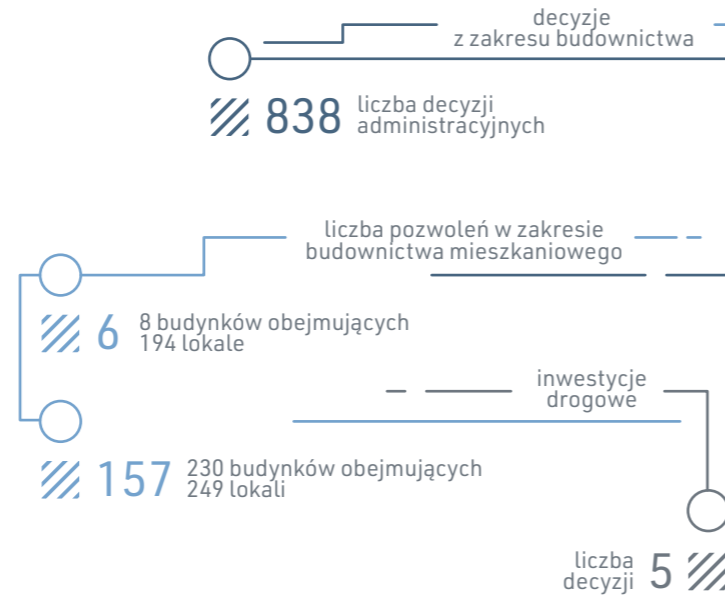 decyzje
z zakresu budownictwa
838
liczba decyzji
administracyjnych
liczba pozwoleń w zakresie
budownictwa mieszkaniowego
6
8 budynków obejmujących
194 lokale
inwestycje
drogowe
157
230 budynków obejmujących
249 lokali
liczba
decyzji
5